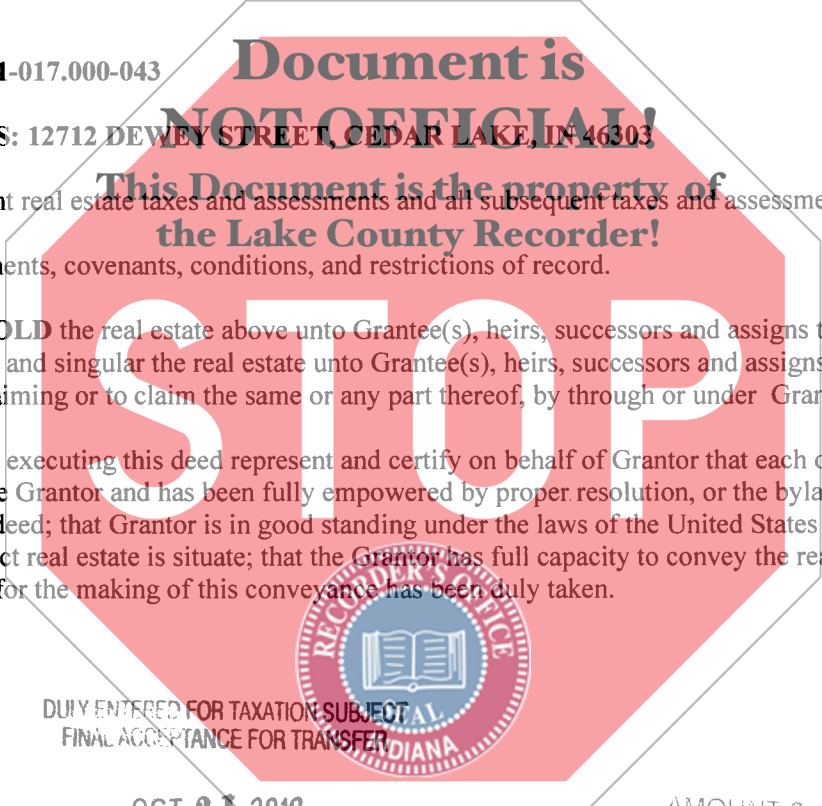 Document is
1-017.000-043
NOT OFFICIAL!
S: 12712 DEWEY STREET, CEDAR LAKE, IN 46303
This Document is the property of
nt real estate taxes and assessments and all subsequent taxes and assessme
the Lake County Recorder!
ents, covenants, conditions, and restrictions of record.
OLD the real estate above unto Grantee(s), heirs, successors and assigns
and singular the real estate unto Grantee(s), heirs, successors and assigns
iming or to claim the same or any part thereof, by through or under Gran
STOP
executing this deed represent and certify on behalf of Grantor that each
e Grantor and has been fully empowered by proper resolution, or the byla
deed; that Grantor is in good standing under the laws of the United States
ct real estate is situate; that the Grantor has full capacity to convey the rea
for the making of this conveyance has been duly taken.
RECORDER'S OFFICE
SEAL
INDIANA
DULY ENTERED FOR TAXATION SUBJECT
FINAL ACCEPTANCE FOR TRANSFER
OCT
AMOUNT